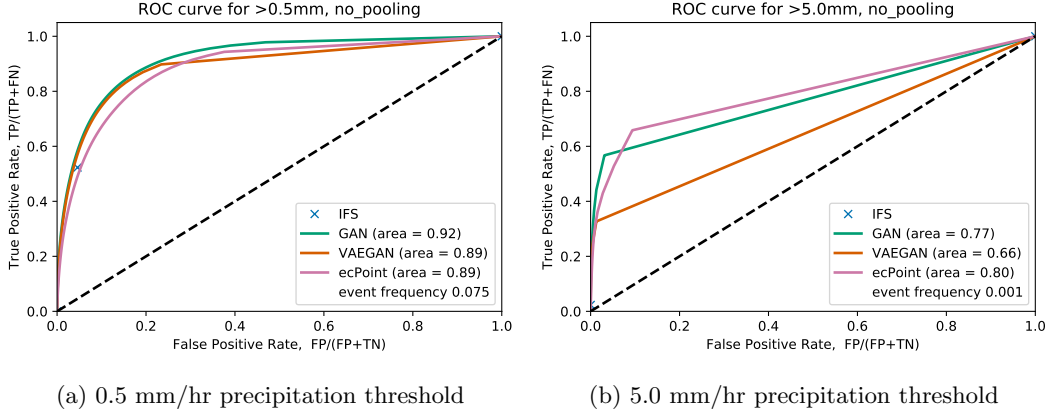 ROC curve for >0.5mm, no_pooling
True Positive Rate, TP/(TP+FN)
1.0
0.8
0.6
0.4
0.2
0.0
IFS
GAN (area = 0.92)
VAEGAN (area = 0.89)
ecPoint (area = 0.89)
event frequency 0.075
0.0 0.2 0.4 0.6 0.8 1.0
False Positive Rate, FP/(FP+TN)
(a) 0.5 mm/hr precipitation threshold
ROC curve for >5.0mm, no_pooling
True Positive Rate, TP/(TP+FN)
1.0
0.8
0.6
0.4
0.2
0.0
IFS
GAN (area = 0.77)
VAEGAN (area = 0.66)
ecPoint (area = 0.80)
event frequency 0.001
0.0 0.2 0.4 0.6 0.8 1.0
False Positive Rate, FP/(FP+TN)
(b) 5.0 mm/hr precipitation threshold